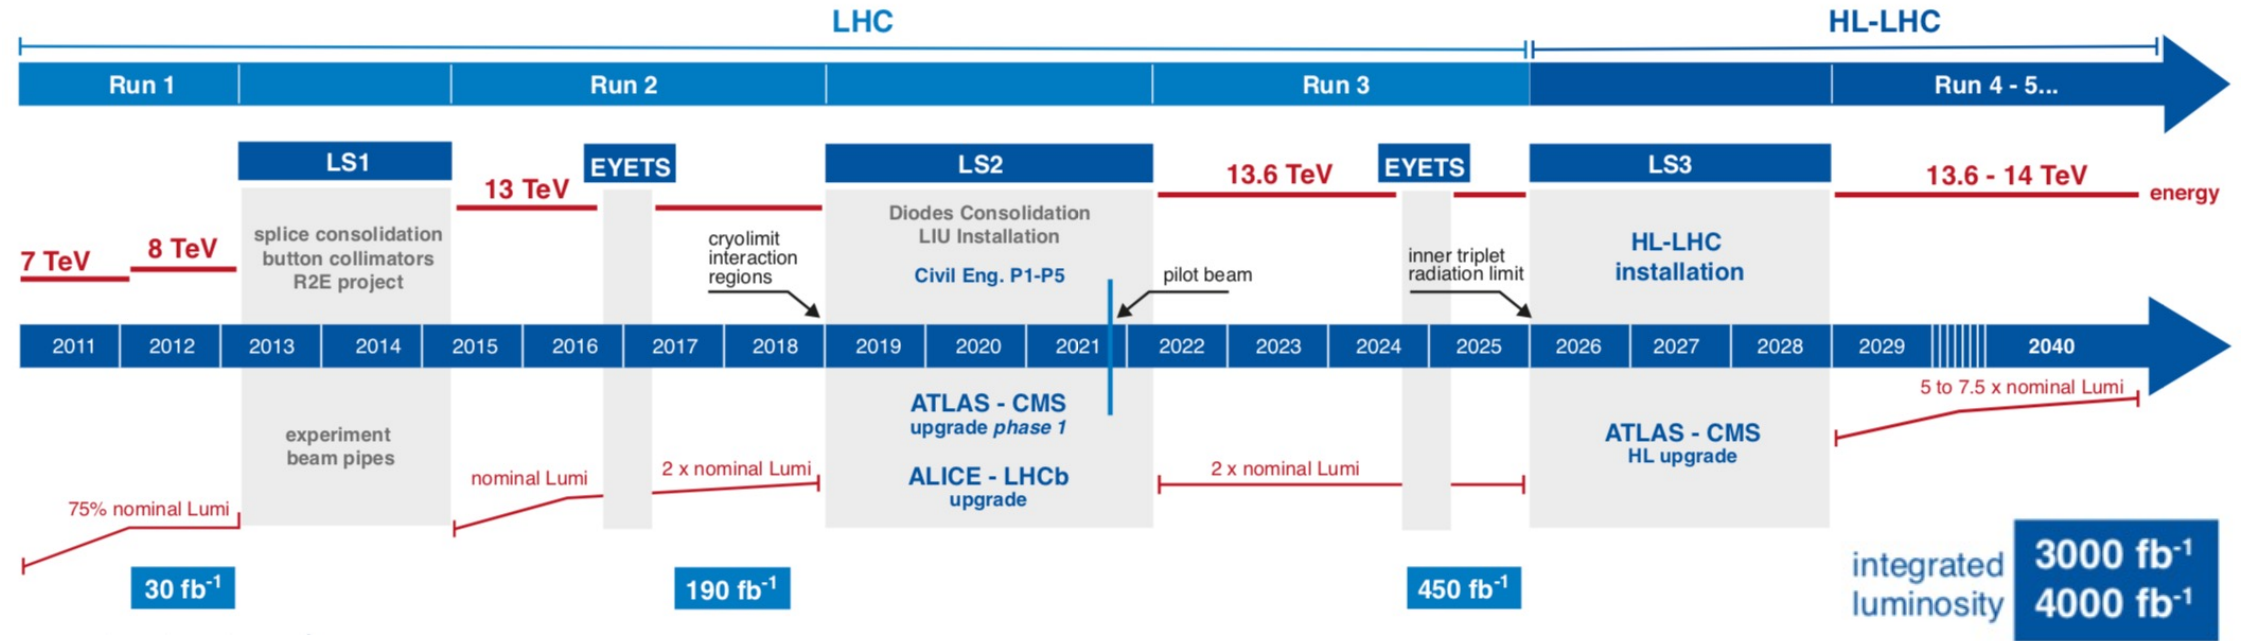 LHC
HL-LHC
Run 1
Run 2
Run 3
Run 4 - 5...
LS1
EYETS
LS2
EYETS
LS3
13 TeV
13.6 TeV
13.6 - 14 TeV
energy
7 TeV
8 TeV
splice consolidation
button collimators
R2E project
cryolimit
interaction
regions
Diodes Consolidation
LIU Installation
Civil Eng. P1-P5
pilot beam
inner triplet
radiation limit
HL-LHC
installation
2011
2012
2013
2014
2015
2016
2017
2018
2019
2020
2021
2022
2023
2024
2025
2026
2027
2028
2029
2040
5 to 7.5 x nominal Lumi
experiment
beam pipes
ATLAS - CMS
upgrade phase 1
ALICE - LHCb
upgrade
ATLAS - CMS
HL upgrade
75% nominal Lumi
nominal Lumi
2 x nominal Lumi
2 x nominal Lumi
30 fb⁻¹
190 fb⁻¹
450 fb⁻¹
integrated
luminosity
3000 fb⁻¹
4000 fb⁻¹